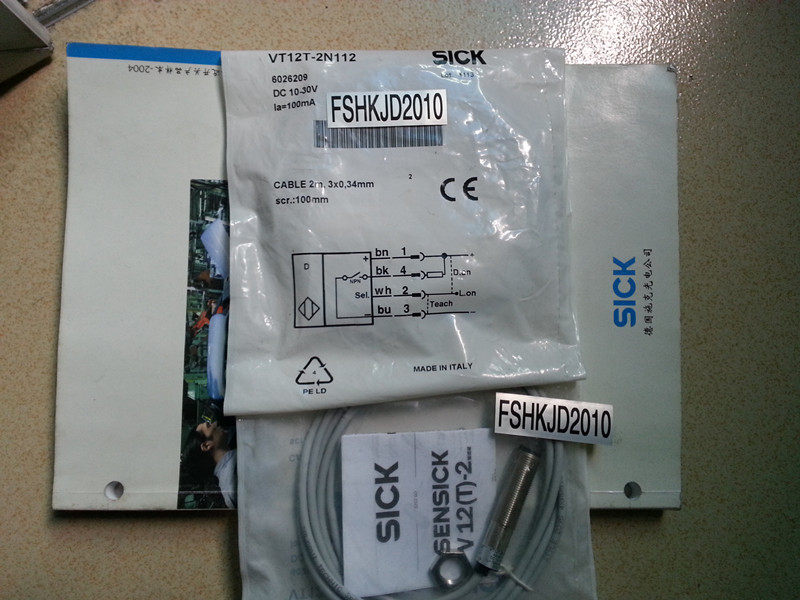 VT12T-2N112
SICK
6026209
DC 10-30V
Ia=100mA
FSHKJD2010
CABLE 2m, 3x0,34mm 2
scr.:100mm
CE
D
+
bn 1
+
NPN
bk 4
D.on
Sel.
wh 2
L.on
Teach
bu 3
4
PE LD
MADE IN ITALY
SICK
德国施克光电公司
FSHKJD2010
SICK
SENSICK
V 12(T)-2